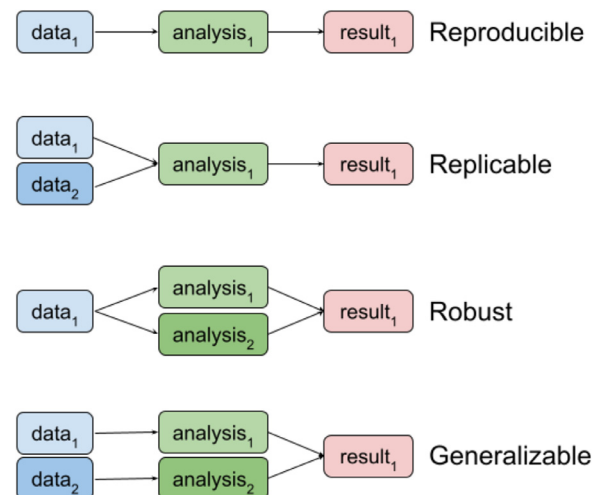 data₁ analysis₁ result₁ Reproducible
data₁
data₂ analysis₁ result₁ Replicable
data₁ analysis₁
analysis₂ result₁ Robust
data₁ analysis₁
data₂ analysis₂ result₁ Generalizable